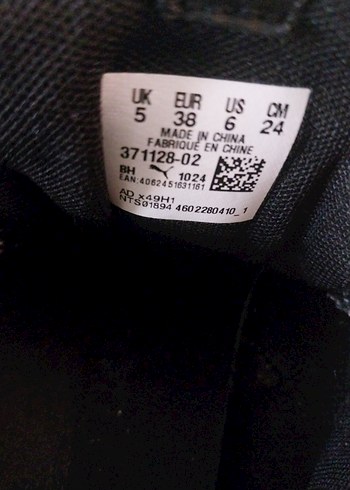 UK EUR US CM
5 38 6 24
MADE IN CHINA
FABRIQUÉ EN CHINE
371128-02
BH 1024
EAN:4062451631161
AD x49H1
NTS01894 4602280410_1